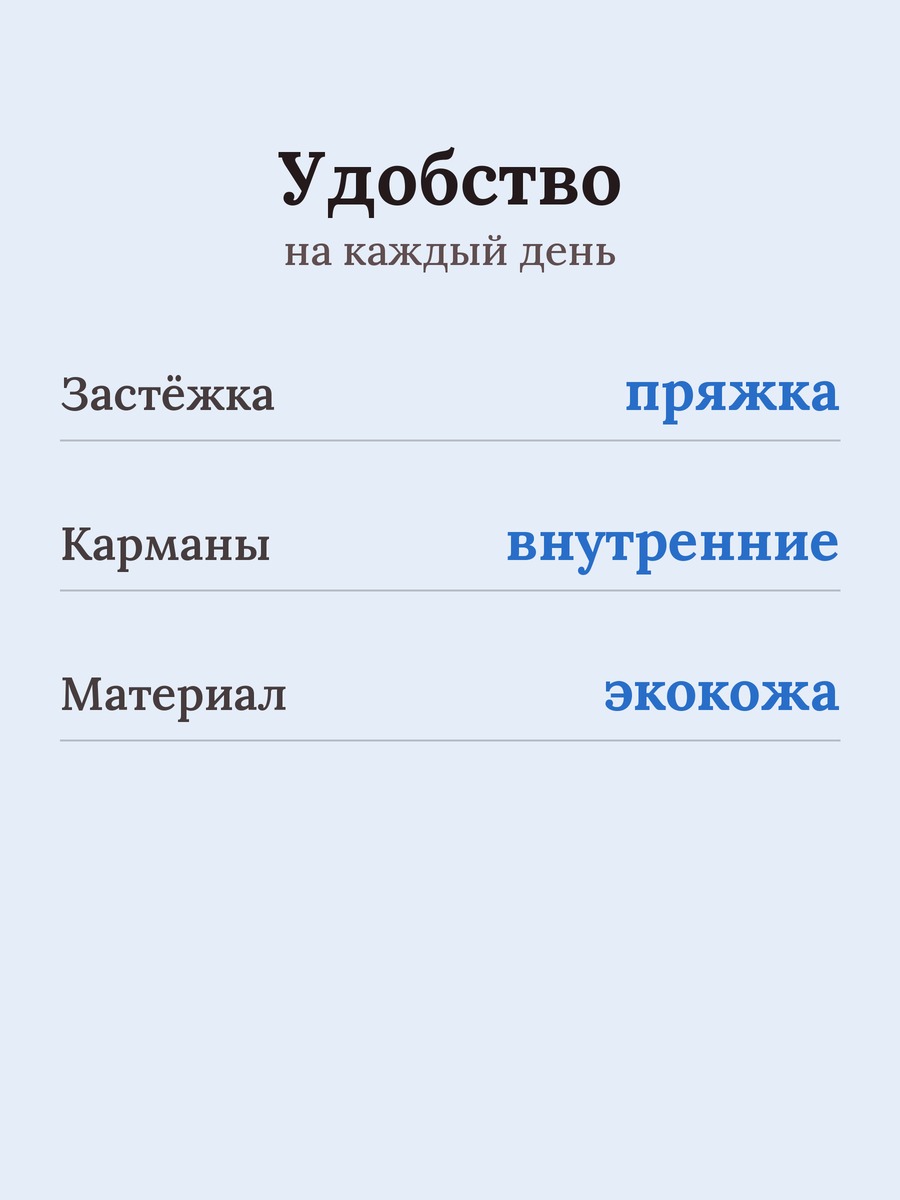 Удобство
на каждый день
Застёжка пряжка
Карманы внутренние
Материал экокожа